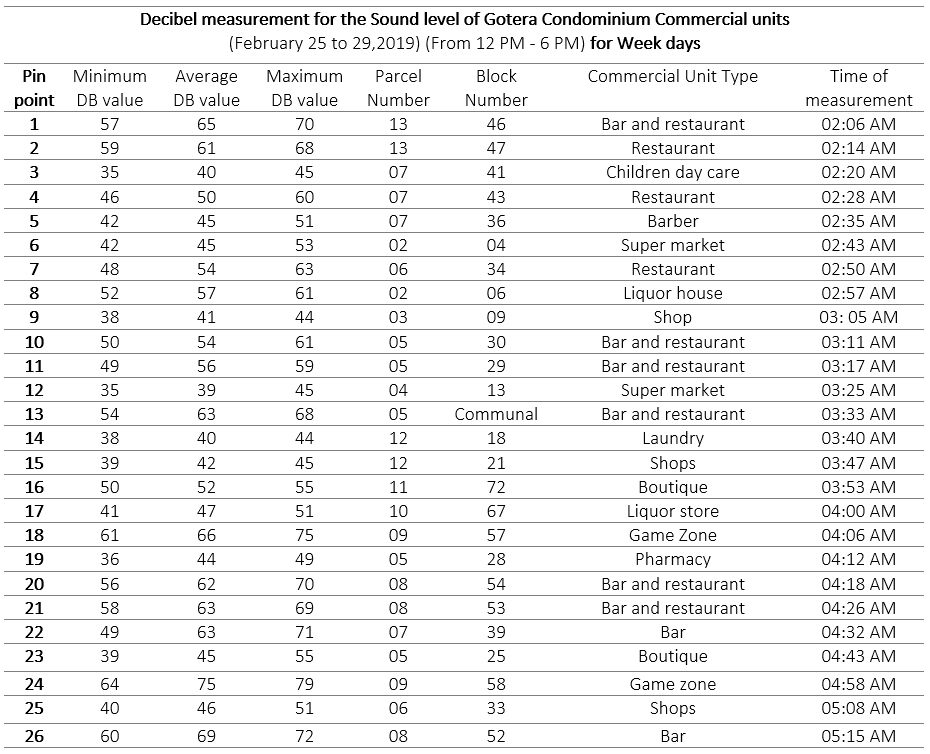 Decibel measurement for the Sound level of Gotera Condominium Commercial units
(February 25 to 29,2019) (From 12 PM - 6 PM) for Week days
Pin Minimum Average Maximum Parcel Block Commercial Unit Type Time of
point DB value DB value DB value Number Number measurement
1 57 65 70 13 46 Bar and restaurant 02:06 AM
2 59 61 68 13 47 Restaurant 02:14 AM
3 35 40 45 07 41 Children day care 02:20 AM
4 46 50 60 07 43 Restaurant 02:28 AM
5 42 45 51 07 36 Barber 02:35 AM
6 42 45 53 02 04 Super market 02:43 AM
7 48 54 63 06 34 Restaurant 02:50 AM
8 52 57 61 02 06 Liquor house 02:57 AM
9 38 41 44 03 09 Shop 03: 05 AM
10 50 54 61 05 30 Bar and restaurant 03:11 AM
11 49 56 59 05 29 Bar and restaurant 03:17 AM
12 35 39 45 04 13 Super market 03:25 AM
13 54 63 68 05 Communal Bar and restaurant 03:33 AM
14 38 40 44 12 18 Laundry 03:40 AM
15 39 42 45 12 21 Shops 03:47 AM
16 50 52 55 11 72 Boutique 03:53 AM
17 41 47 51 10 67 Liquor store 04:00 AM
18 61 66 75 09 57 Game Zone 04:06 AM
19 36 44 49 05 28 Pharmacy 04:12 AM
20 56 62 70 08 54 Bar and restaurant 04:18 AM
21 58 63 69 08 53 Bar and restaurant 04:26 AM
22 49 63 71 07 39 Bar 04:32 AM
23 39 45 55 05 25 Boutique 04:43 AM
24 64 75 79 09 58 Game zone 04:58 AM
25 40 46 51 06 33 Shops 05:08 AM
26 60 69 72 08 52 Bar 05:15 AM